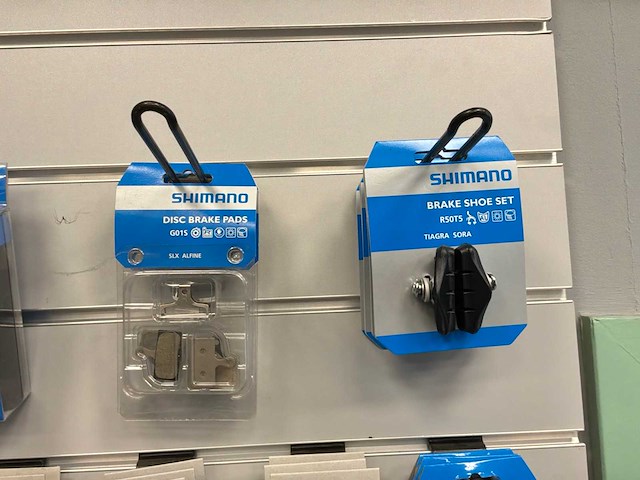 SHIMANO
DISC BRAKE PADS
G01S
SLX ALFINE
SHIMANO
BRAKE SHOE SET
R50T5
TIAGRA SORA